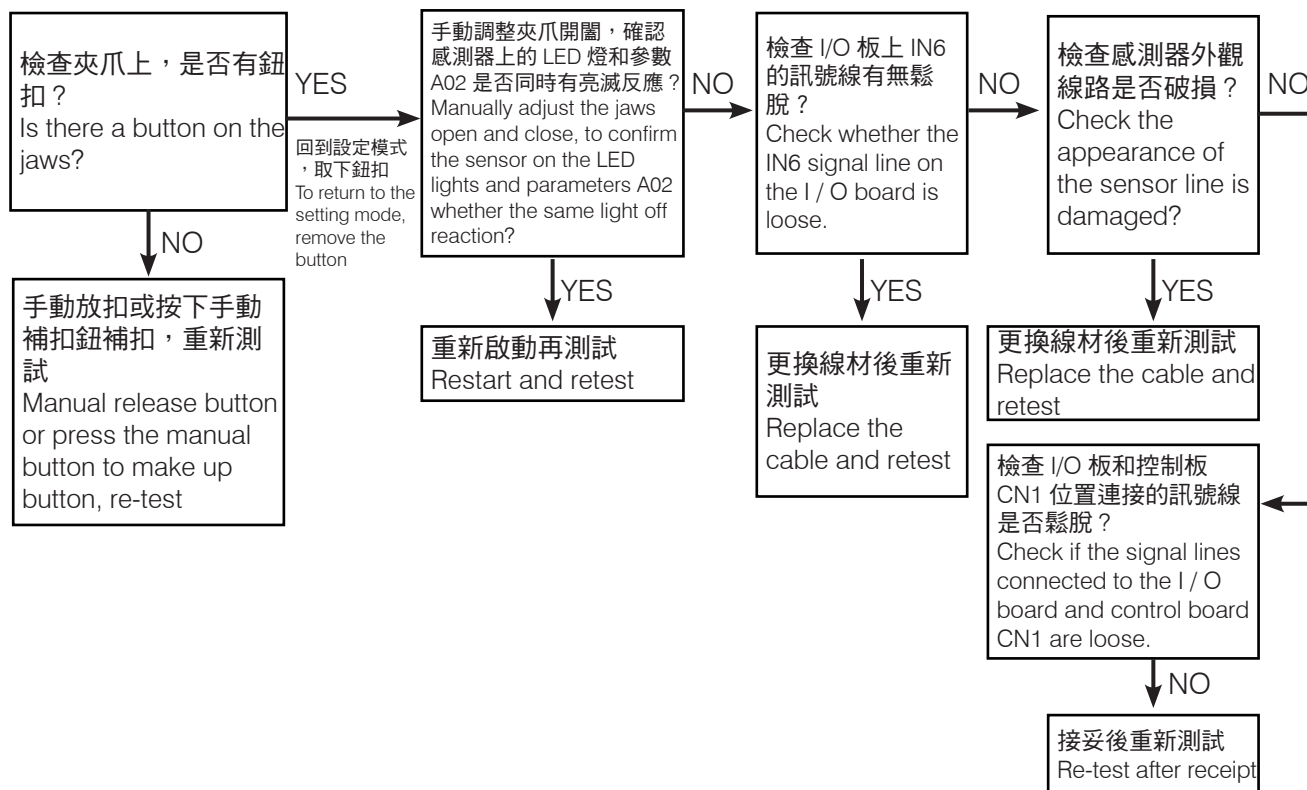 檢查夾爪上，是否有鈕
扣？
Is there a button on the
jaws?
YES
回到設定模式
，取下鈕扣
To return to the
setting mode,
remove the
button
NO
手動放扣或按下手動
補扣鈕補扣，重新測
試
Manual release button
or press the manual
button to make up
button, re-test
手動調整夾爪開闔，確認
感測器上的 LED 燈和參數
A02 是否同時有亮滅反應？
Manually adjust the jaws
open and close, to confirm
the sensor on the LED
lights and parameters A02
whether the same light off
reaction?
NO
YES
重新啟動再測試
Restart and retest
檢查 I/O 板上 IN6
的訊號線有無鬆
脫？
Check whether the
IN6 signal line on
the I / O board is
loose.
NO
YES
更換線材後重新
測試
Replace the
cable and retest
檢查感測器外觀
線路是否破損？
Check the
appearance of
the sensor line is
damaged?
NO
YES
更換線材後重新測試
Replace the cable and
retest
檢查 I/O 板和控制板
CN1 位置連接的訊號線
是否鬆脫？
Check if the signal lines
connected to the I / O
board and control board
CN1 are loose.
NO
接妥後重新測試
Re-test after receipt